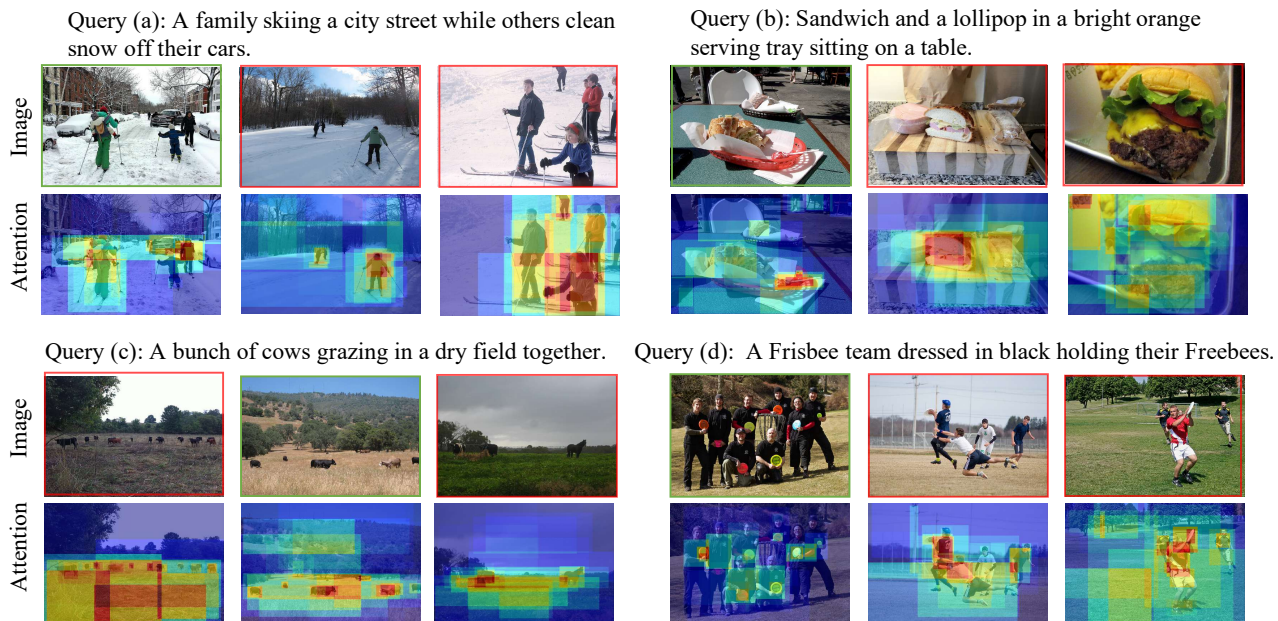 Query (a): A family skiing a city street while others clean
snow off their cars.
Query (b): Sandwich and a lollipop in a bright orange
serving tray sitting on a table.
Image
Attention
Query (c): A bunch of cows grazing in a dry field together.
Query (d): A Frisbee team dressed in black holding their Freebees.
Image
Attention